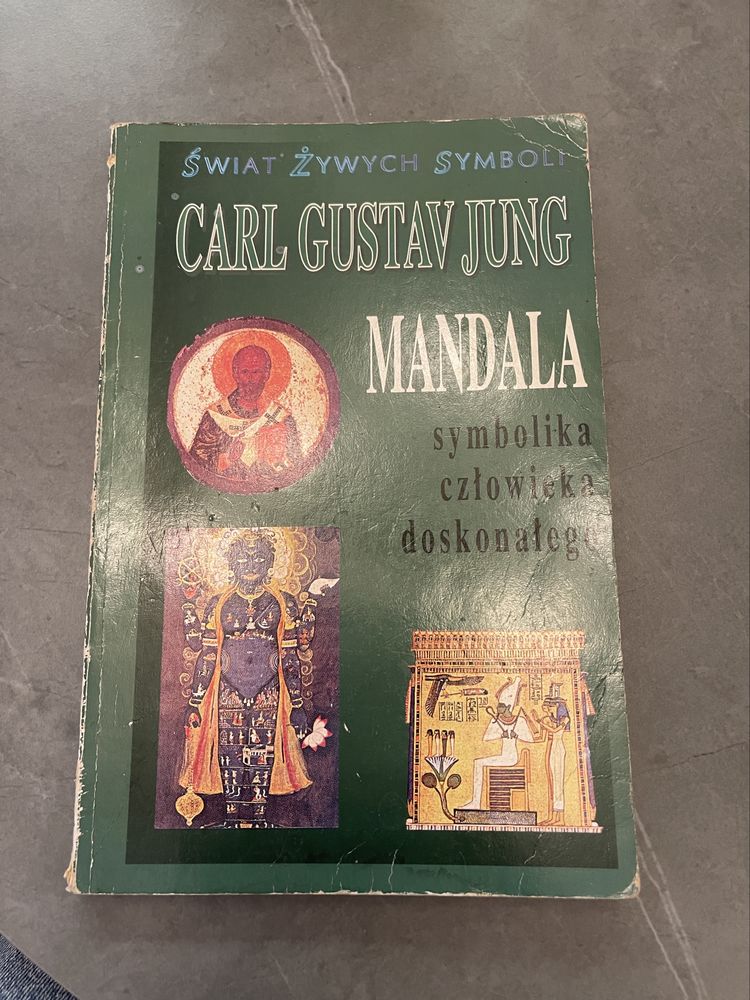 ŚWIAT ŻYWYCH SYMBOLI
CARL GUSTAV JUNG
MANDALA
symbolika
człowieka
doskonałego